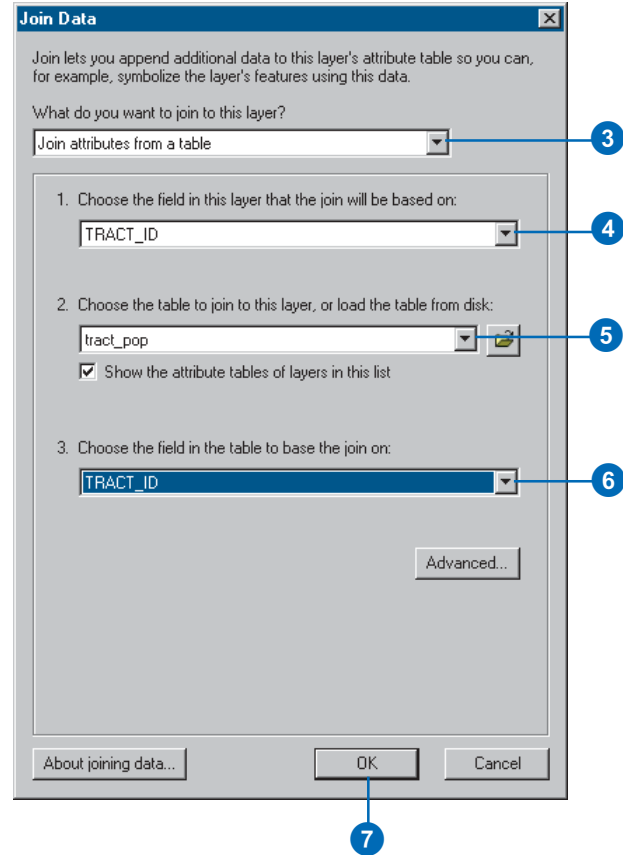 Join Data
Join lets you append additional data to this layer's attribute table so you can,
for example, symbolize the layer's features using this data.
What do you want to join to this layer?
Join attributes from a table
3
1. Choose the field in this layer that the join will be based on:
TRACT_ID
4
2. Choose the table to join to this layer, or load the table from disk:
tract_pop
5
Show the attribute tables of layers in this list
3. Choose the field in the table to base the join on:
TRACT_ID
6
Advanced...
About joining data...
OK
Cancel
7